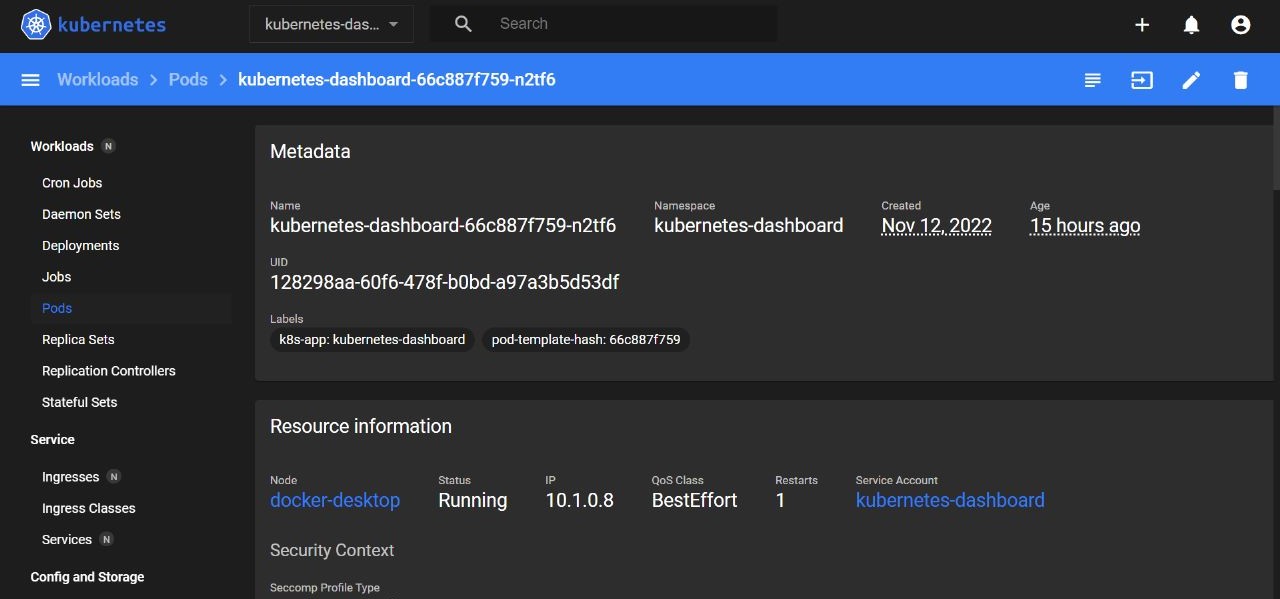 kubernetes
kubernetes-das...
Search
Workloads > Pods > kubernetes-dashboard-66c887f759-n2tf6
Workloads N
Cron Jobs
Daemon Sets
Deployments
Jobs
Pods
Replica Sets
Replication Controllers
Stateful Sets
Service
Ingresses N
Ingress Classes
Services N
Config and Storage
Metadata
Name Namespace Created Age
kubernetes-dashboard-66c887f759-n2tf6 kubernetes-dashboard Nov 12, 2022 15 hours ago
UID
128298aa-60f6-478f-b0bd-a97a3b5d53df
Labels
k8s-app: kubernetes-dashboard pod-template-hash: 66c887f759
Resource information
Node Status IP QoS Class Restarts Service Account
docker-desktop Running 10.1.0.8 BestEffort 1 kubernetes-dashboard
Security Context
Seccomp Profile Type